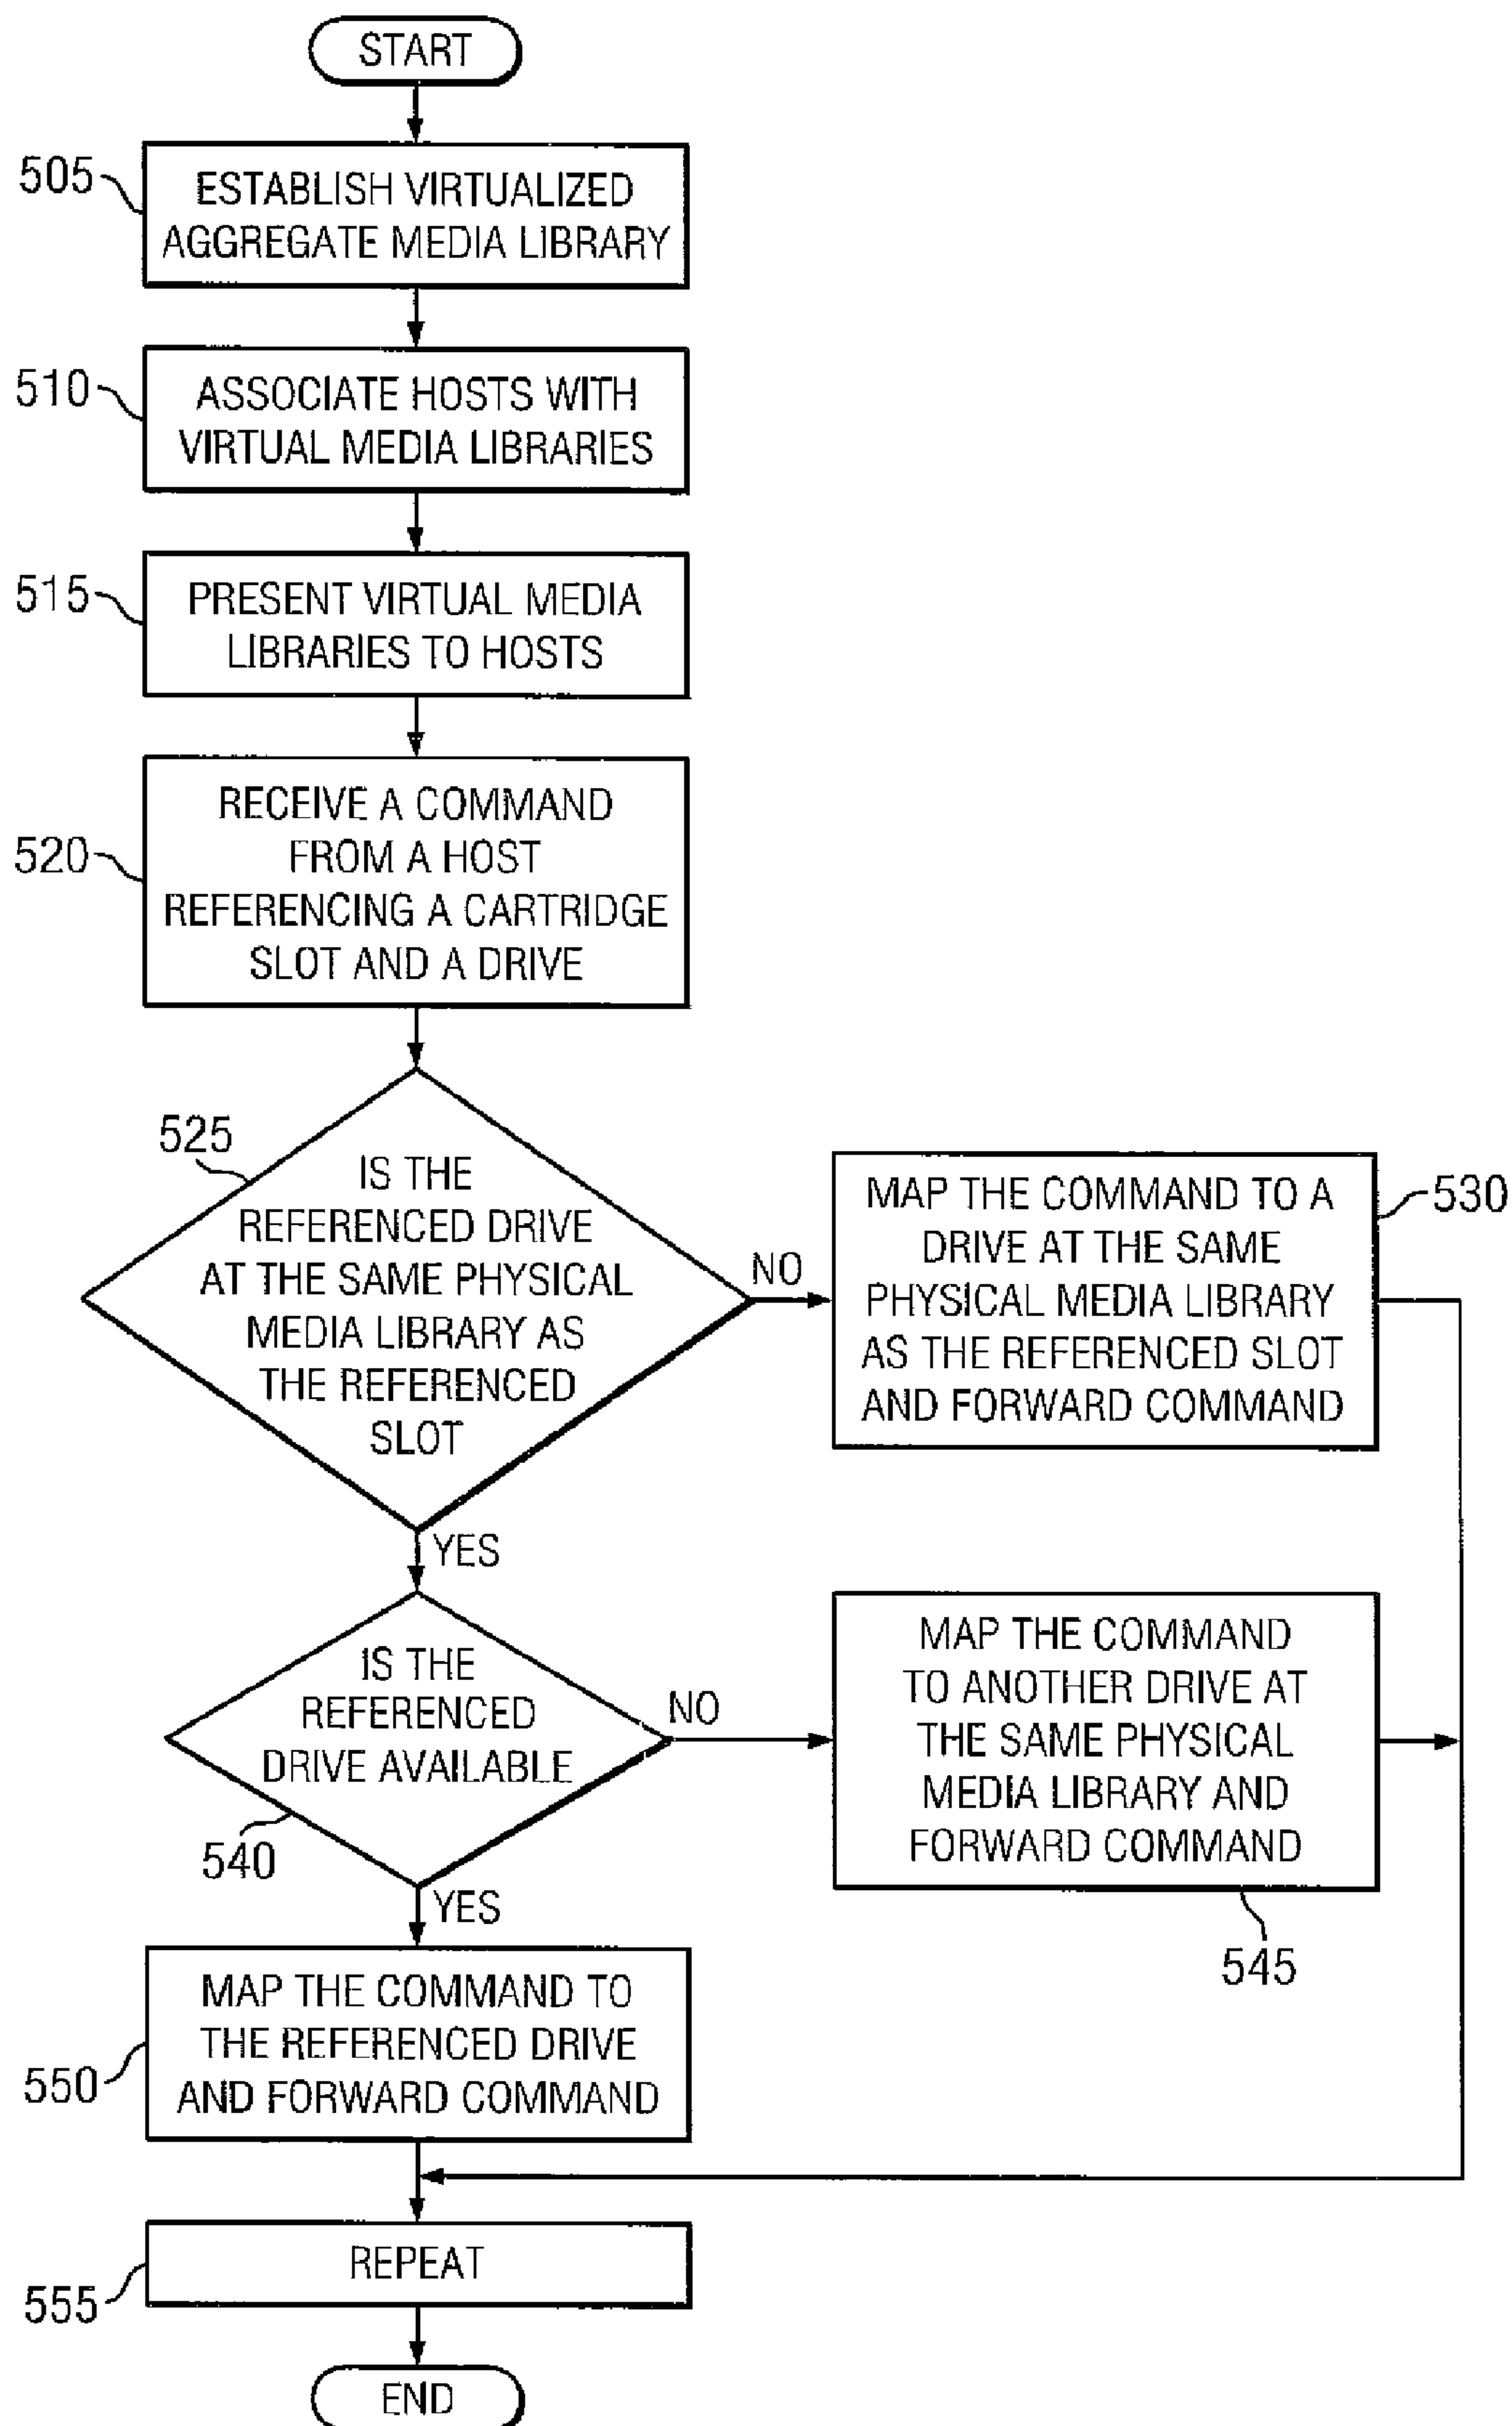 START
505
ESTABLISH VIRTUALIZED
AGGREGATE MEDIA LIBRARY
510
ASSOCIATE HOSTS WITH
VIRTUAL MEDIA LIBRARIES
515
PRESENT VIRTUAL MEDIA
LIBRARIES TO HOSTS
520
RECEIVE A COMMAND
FROM A HOST
REFERENCING A CARTRIDGE
SLOT AND A DRIVE
525
IS THE
REFERENCED DRIVE
AT THE SAME PHYSICAL
MEDIA LIBRARY AS
THE REFERENCED
SLOT
NO
MAP THE COMMAND TO A
DRIVE AT THE SAME
PHYSICAL MEDIA LIBRARY
AS THE REFERENCED SLOT
AND FORWARD COMMAND
530
YES
IS THE
REFERENCED
DRIVE AVAILABLE
540
NO
MAP THE COMMAND
TO ANOTHER DRIVE AT
THE SAME PHYSICAL
MEDIA LIBRARY AND
FORWARD COMMAND
545
YES
MAP THE COMMAND TO
THE REFERENCED DRIVE
AND FORWARD COMMAND
550
REPEAT
555
END